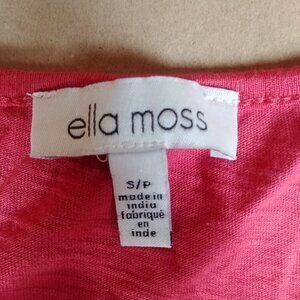 ella moss
S/P
made in
india
fabriqué
en
inde